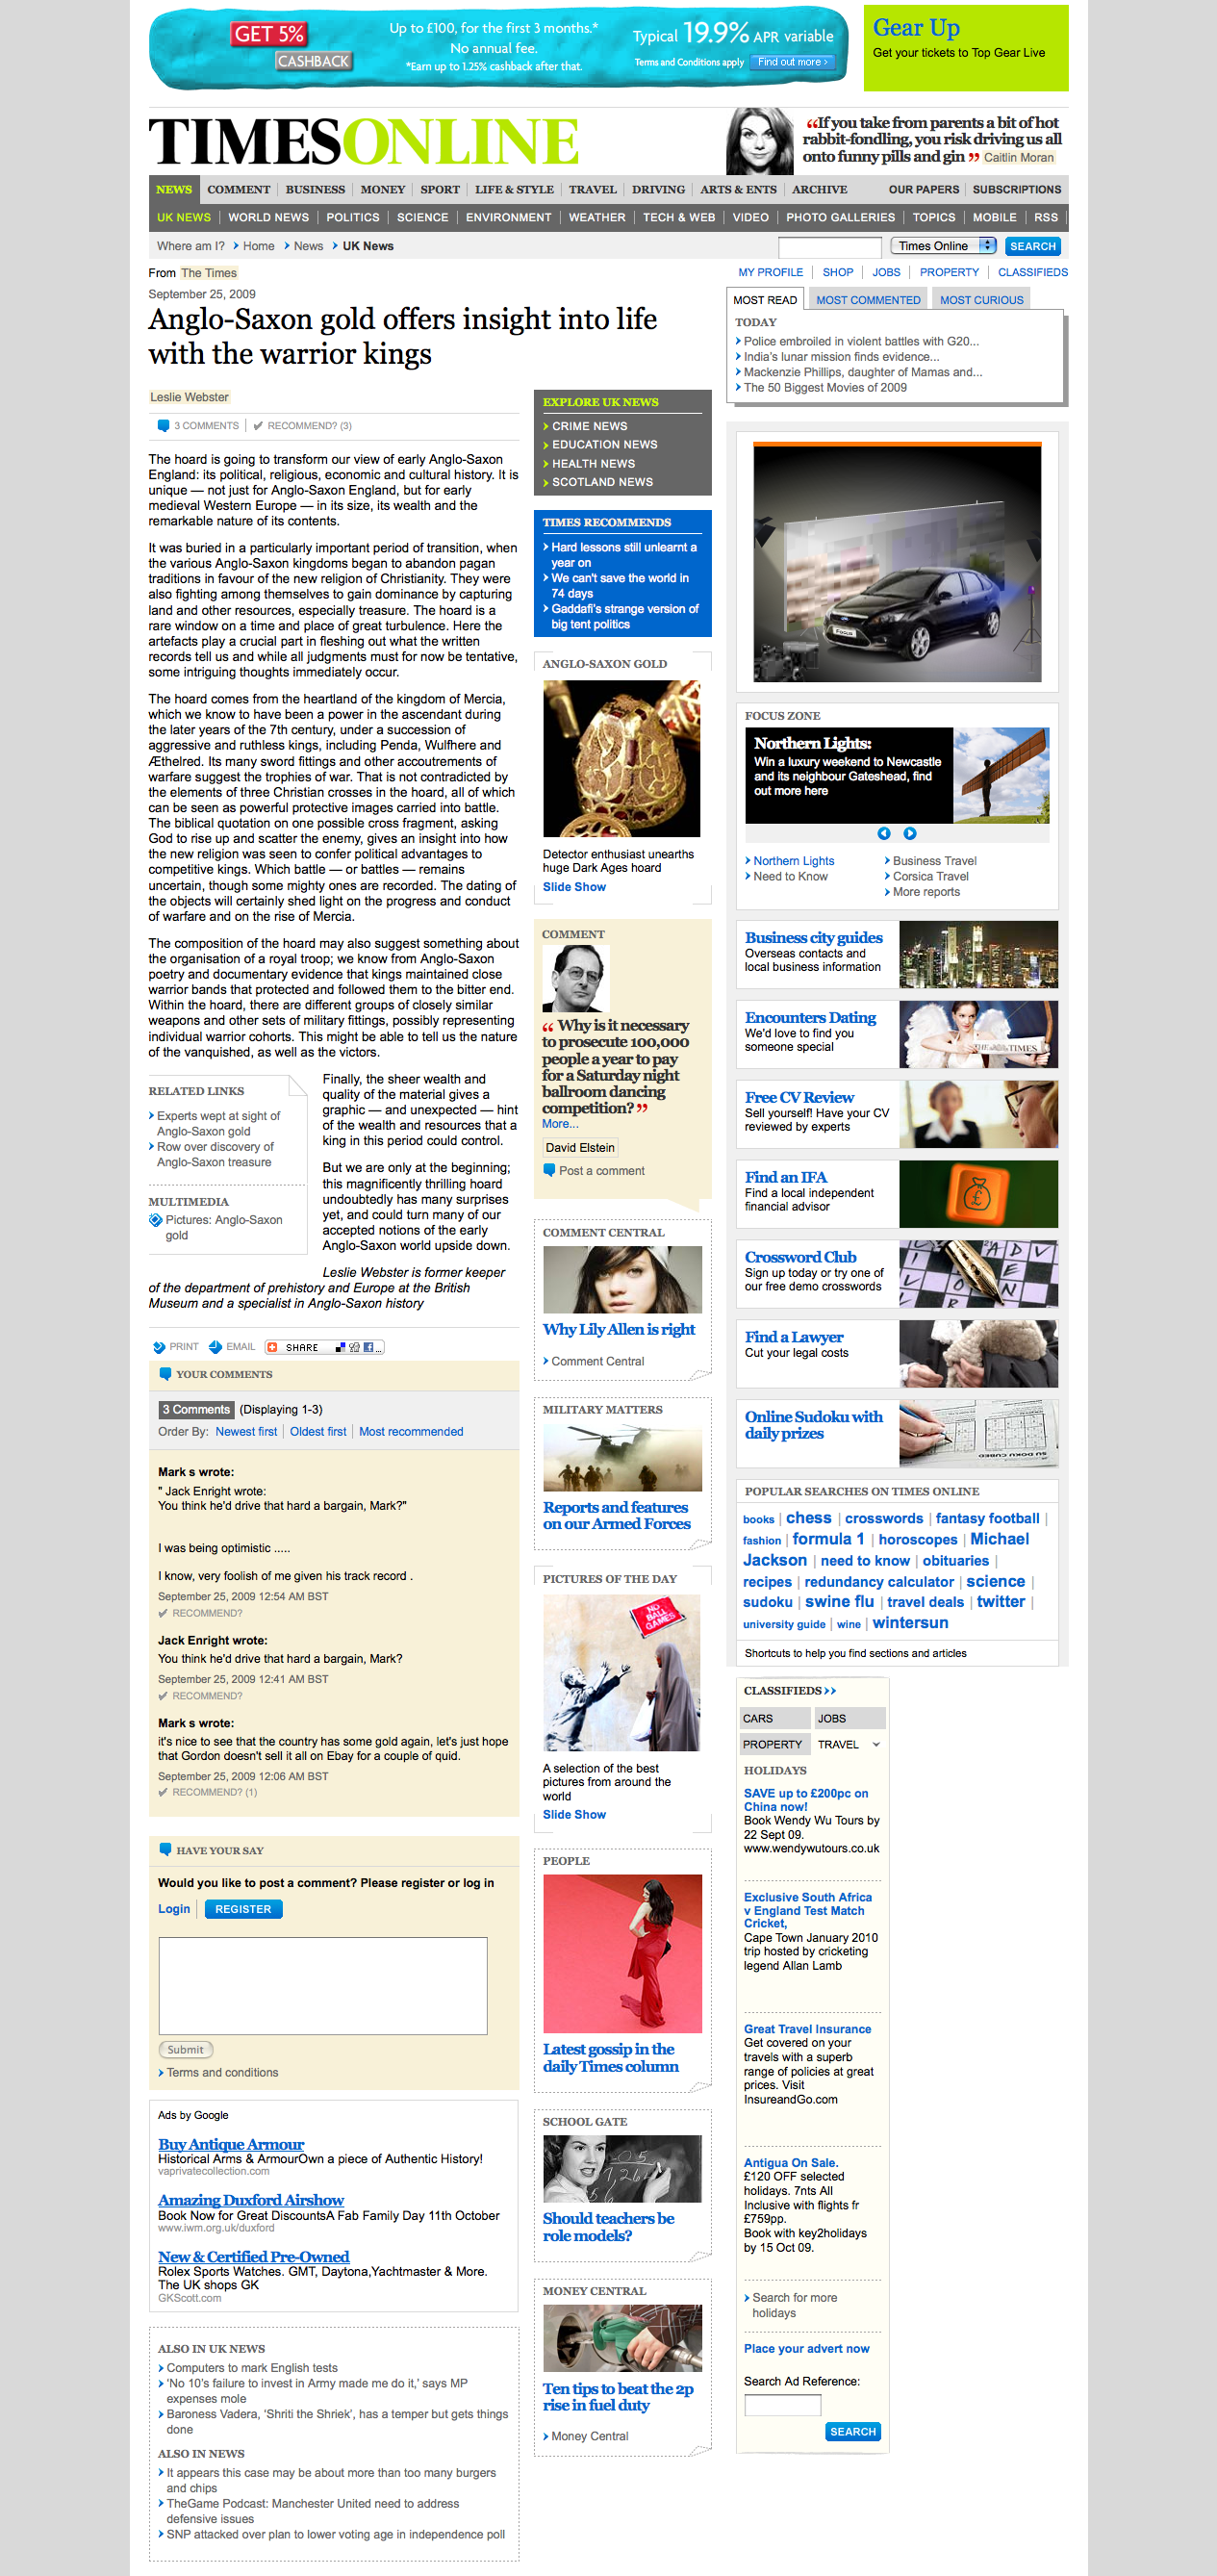 GET 5%
CASHBACK
Up to £100, for the first 3 months.*
No annual fee.
*Earn up to 1.25% cashback after that.
Typical 19.9% APR variable
Terms and Conditions apply Find out more ›
Gear Up
Get your tickets to Top Gear Live
TIMESONLINE
“If you take from parents a bit of hot
rabbit-fondling, you risk driving us all
onto funny pills and gin ” Caitlin Moran
NEWS COMMENT BUSINESS MONEY SPORT LIFE & STYLE TRAVEL DRIVING ARTS & ENTS ARCHIVE OUR PAPERS SUBSCRIPTIONS
UK NEWS WORLD NEWS POLITICS SCIENCE ENVIRONMENT WEATHER TECH & WEB VIDEO PHOTO GALLERIES TOPICS MOBILE RSS
Where am I? Home News UK News
Times Online SEARCH
From The Times
MY PROFILE SHOP JOBS PROPERTY CLASSIFIEDS
September 25, 2009
Anglo-Saxon gold offers insight into life
with the warrior kings
Leslie Webster
3 COMMENTS RECOMMEND? (3)
The hoard is going to transform our view of early Anglo-Saxon
England: its political, religious, economic and cultural history. It is
unique — not just for Anglo-Saxon England, but for early
medieval Western Europe — in its size, its wealth and the
remarkable nature of its contents.
It was buried in a particularly important period of transition, when
the various Anglo-Saxon kingdoms began to abandon pagan
traditions in favour of the new religion of Christianity. They were
also fighting among themselves to gain dominance by capturing
land and other resources, especially treasure. The hoard is a
rare window on a time and place of great turbulence. Here the
artefacts play a crucial part in fleshing out what the written
records tell us and while all judgments must for now be tentative,
some intriguing thoughts immediately occur.
The hoard comes from the heartland of the kingdom of Mercia,
which we know to have been a power in the ascendant during
the later years of the 7th century, under a succession of
aggressive and ruthless kings, including Penda, Wulfhere and
Æthelred. Its many sword fittings and other accoutrements of
warfare suggest the trophies of war. That is not contradicted by
the elements of three Christian crosses in the hoard, all of which
can be seen as powerful protective images carried into battle.
The biblical quotation on one possible cross fragment, asking
God to rise up and scatter the enemy, gives an insight into how
the new religion was seen to confer political advantages to
competitive kings. Which battle — or battles — remains
uncertain, though some mighty ones are recorded. The dating of
the objects will certainly shed light on the progress and conduct
of warfare and on the rise of Mercia.
The composition of the hoard may also suggest something about
the organisation of a royal troop; we know from Anglo-Saxon
poetry and documentary evidence that kings maintained close
warrior bands that protected and followed them to the bitter end.
Within the hoard, there are different groups of closely similar
weapons and other sets of military fittings, possibly representing
individual warrior cohorts. This might be able to tell us the nature
of the vanquished, as well as the victors.
RELATED LINKS
Experts wept at sight of
Anglo-Saxon gold
Row over discovery of
Anglo-Saxon treasure
MULTIMEDIA
Pictures: Anglo-Saxon
gold
Finally, the sheer wealth and
quality of the material gives a
graphic — and unexpected — hint
of the wealth and resources that a
king in this period could control.
But we are only at the beginning;
this magnificently thrilling hoard
undoubtedly has many surprises
yet, and could turn many of our
accepted notions of the early
Anglo-Saxon world upside down.
Leslie Webster is former keeper
of the department of prehistory and Europe at the British
Museum and a specialist in Anglo-Saxon history
PRINT EMAIL SHARE
YOUR COMMENTS
3 Comments (Displaying 1-3)
Order By: Newest first Oldest first Most recommended
Mark s wrote:
" Jack Enright wrote:
You think he'd drive that hard a bargain, Mark?"
I was being optimistic .....
I know, very foolish of me given his track record .
September 25, 2009 12:54 AM BST
RECOMMEND?
Jack Enright wrote:
You think he'd drive that hard a bargain, Mark?
September 25, 2009 12:41 AM BST
RECOMMEND?
Mark s wrote:
it's nice to see that the country has some gold again, let's just hope
that Gordon doesn't sell it all on Ebay for a couple of quid.
September 25, 2009 12:06 AM BST
RECOMMEND? (1)
HAVE YOUR SAY
Would you like to post a comment? Please register or log in
Login REGISTER
Submit
Terms and conditions
Ads by Google
Buy Antique Armour
Historical Arms & ArmourOwn a piece of Authentic History!
vaprivatecollection.com
Amazing Duxford Airshow
Book Now for Great DiscountsA Fab Family Day 11th October
www.iwm.org.uk/duxford
New & Certified Pre-Owned
Rolex Sports Watches. GMT, Daytona,Yachtmaster & More.
The UK shops GK
GKScott.com
ALSO IN UK NEWS
Computers to mark English tests
'No 10's failure to invest in Army made me do it,' says MP
expenses mole
Baroness Vadera, 'Shriti the Shriek', has a temper but gets things
done
ALSO IN NEWS
It appears this case may be about more than too many burgers
and chips
TheGame Podcast: Manchester United need to address
defensive issues
SNP attacked over plan to lower voting age in independence poll
EXPLORE UK NEWS
CRIME NEWS
EDUCATION NEWS
HEALTH NEWS
SCOTLAND NEWS
TIMES RECOMMENDS
Hard lessons still unlearnt a
year on
We can't save the world in
74 days
Gaddafi's strange version of
big tent politics
ANGLO-SAXON GOLD
Detector enthusiast unearths
huge Dark Ages hoard
Slide Show
COMMENT
“ Why is it necessary
to prosecute 100,000
people a year to pay
for a Saturday night
ballroom dancing
competition? ”
More...
David Elstein
Post a comment
COMMENT CENTRAL
Why Lily Allen is right
Comment Central
MILITARY MATTERS
Reports and features
on our Armed Forces
PICTURES OF THE DAY
NO BALL GAMES
A selection of the best
pictures from around the
world
Slide Show
PEOPLE
Latest gossip in the
daily Times column
SCHOOL GATE
Should teachers be
role models?
MONEY CENTRAL
Ten tips to beat the 2p
rise in fuel duty
Money Central
MOST READ MOST COMMENTED MOST CURIOUS
TODAY
Police embroiled in violent battles with G20...
India's lunar mission finds evidence...
Mackenzie Phillips, daughter of Mamas and...
The 50 Biggest Movies of 2009
FOCUS ZONE
Northern Lights:
Win a luxury weekend to Newcastle
and its neighbour Gateshead, find
out more here
Northern Lights
Need to Know
Business Travel
Corsica Travel
More reports
Business city guides
Overseas contacts and
local business information
Encounters Dating
We'd love to find you
someone special
TIMES
Free CV Review
Sell yourself! Have your CV
reviewed by experts
Find an IFA
Find a local independent
financial advisor
Crossword Club
Sign up today or try one of
our free demo crosswords
Find a Lawyer
Cut your legal costs
Online Sudoku with
daily prizes
POPULAR SEARCHES ON TIMES ONLINE
books | chess | crosswords | fantasy football |
fashion | formula 1 | horoscopes | Michael
Jackson | need to know | obituaries |
recipes | redundancy calculator | science |
sudoku | swine flu | travel deals | twitter |
university guide | wine | wintersun
Shortcuts to help you find sections and articles
CLASSIFIEDS
CARS JOBS
PROPERTY TRAVEL
HOLIDAYS
SAVE up to £200pc on
China now!
Book Wendy Wu Tours by
22 Sept 09.
www.wendywutours.co.uk
Exclusive South Africa
v England Test Match
Cricket,
Cape Town January 2010
trip hosted by cricketing
legend Allan Lamb
Great Travel Insurance
Get covered on your
travels with a superb
range of policies at great
prices. Visit
InsureandGo.com
Antigua On Sale.
£120 OFF selected
holidays. 7nts All
Inclusive with flights fr
£759pp.
Book with key2holidays
by 15 Oct 09.
Search for more
holidays
Place your advert now
Search Ad Reference:
SEARCH